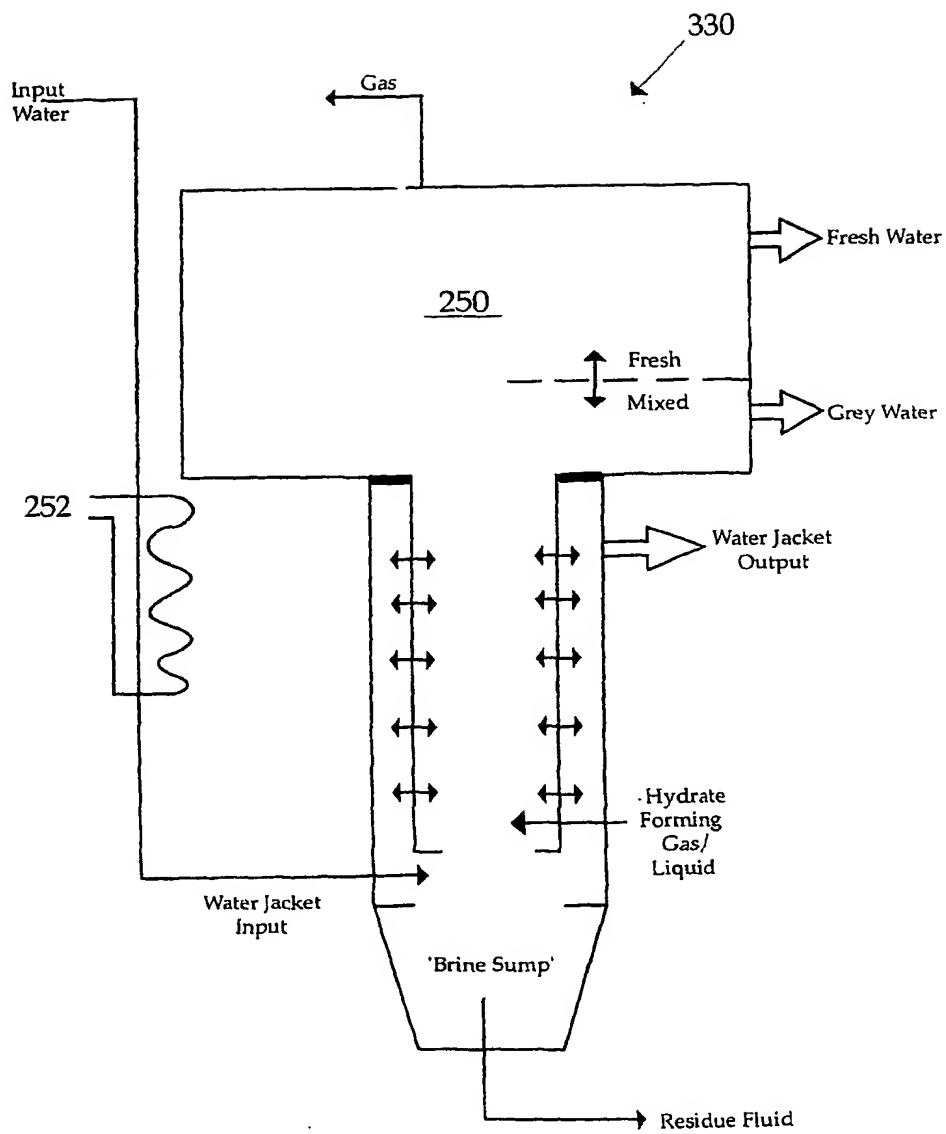 330
Input
Water
Gas
Fresh Water
250
Fresh
Mixed
Grey Water
252
Water Jacket
Output
Hydrate
Forming
Gas/
Liquid
Water Jacket
Input
'Brine Sump'
Residue Fluid